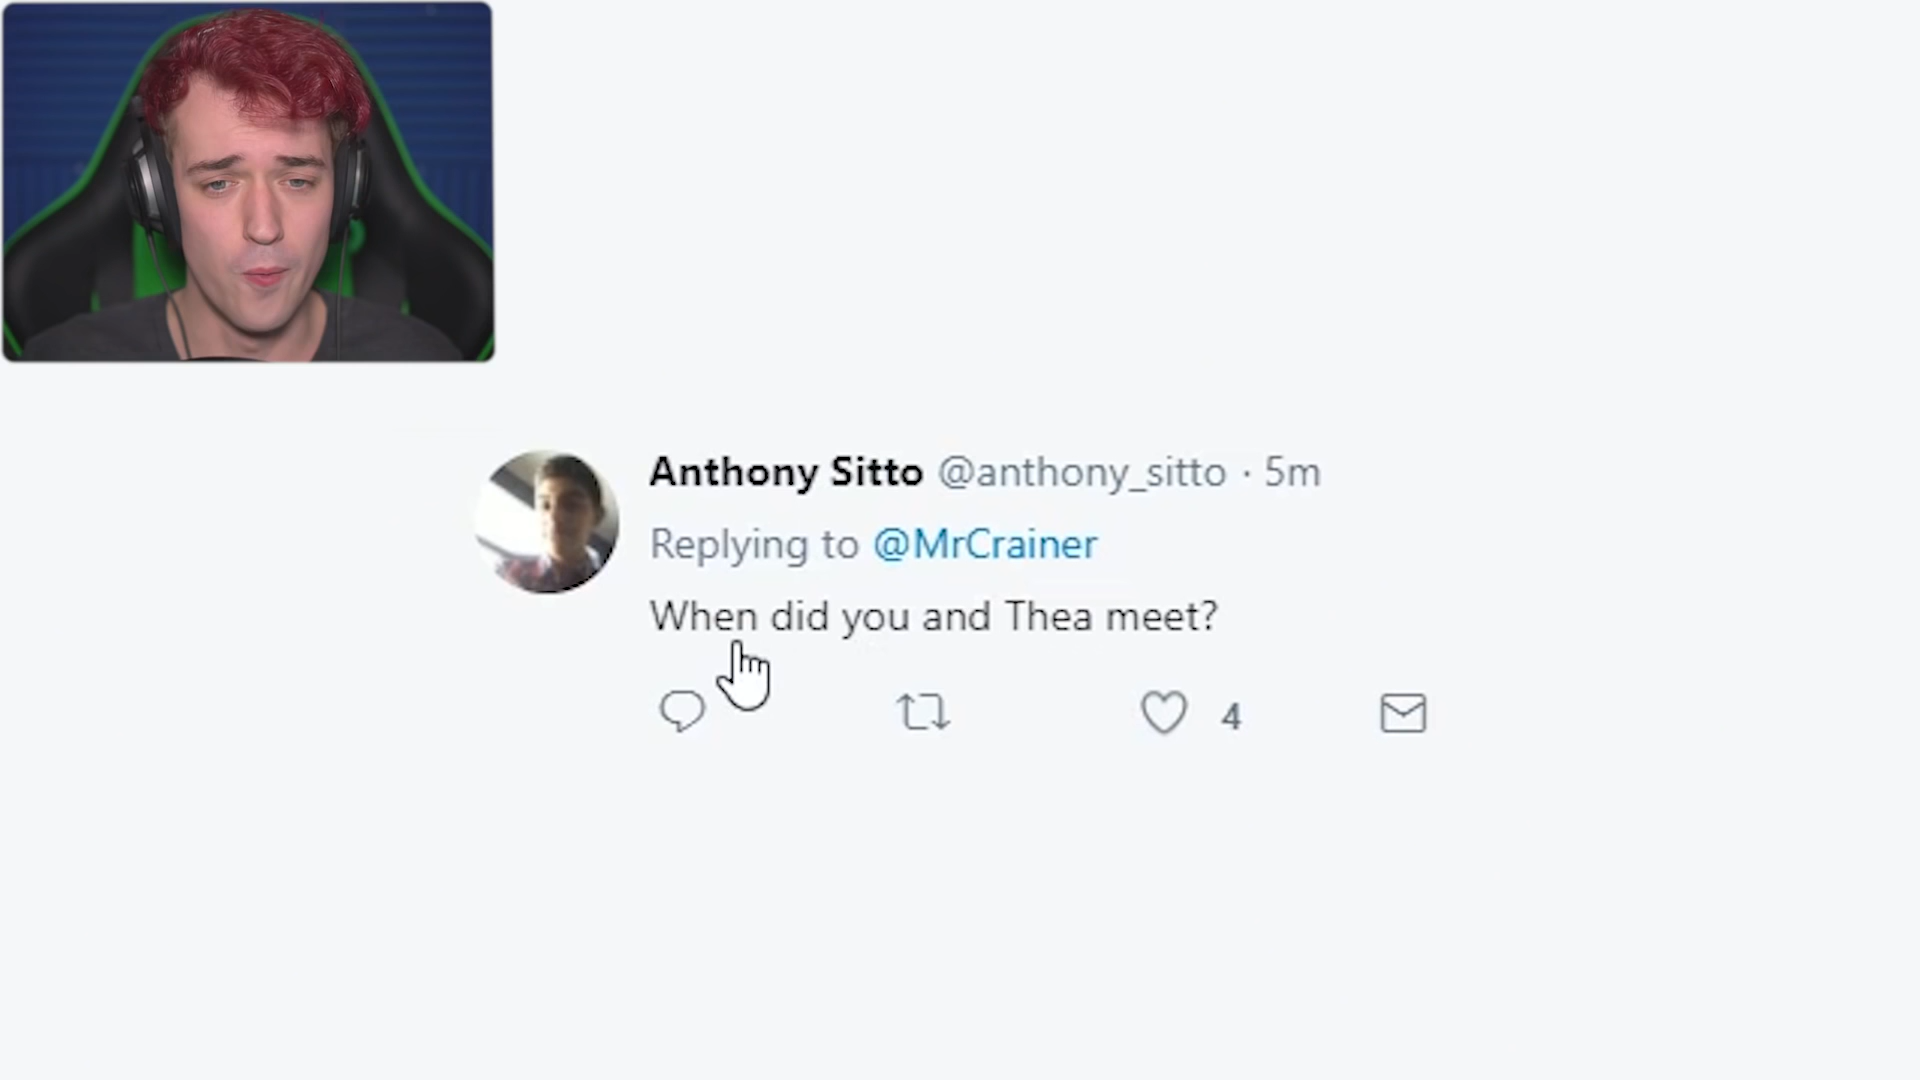 Anthony Sitto @anthony_sitto · 5m
Replying to @MrCrainer
When did you and Thea meet?
4